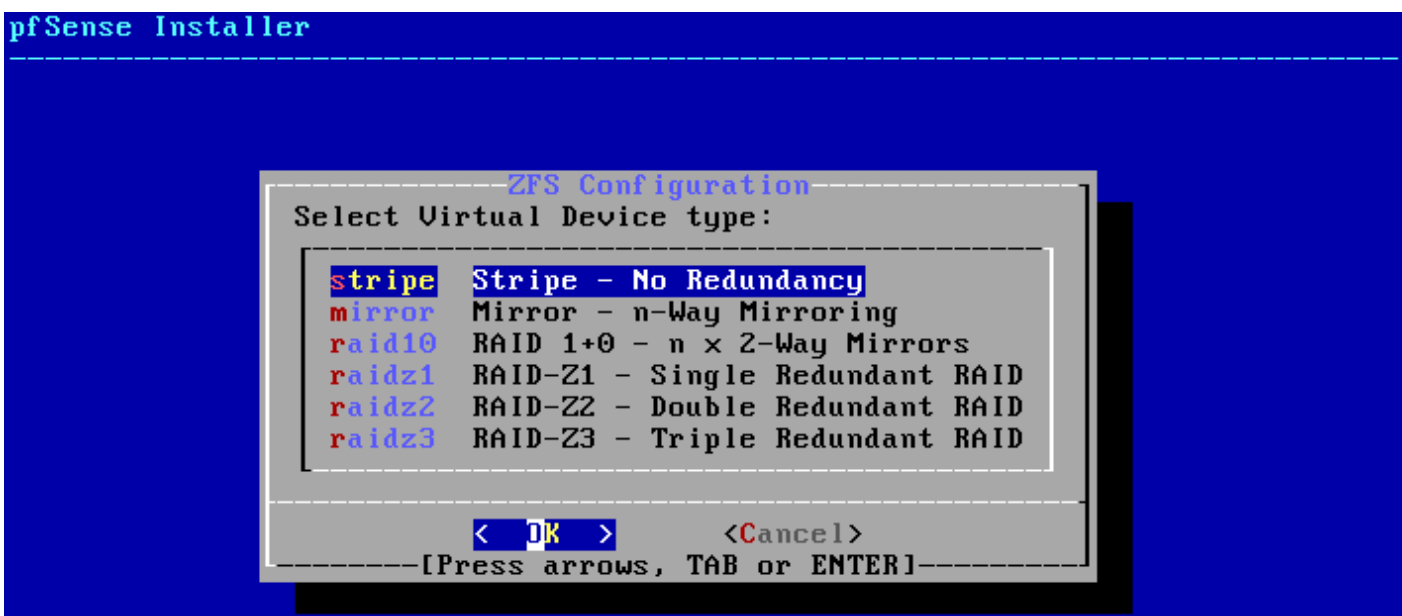 pfSense Installer
ZFS Configuration
Select Virtual Device type:
stripe Stripe - No Redundancy
mirror Mirror - n-Way Mirroring
raid10 RAID 1+0 - n x 2-Way Mirrors
raidz1 RAID-Z1 - Single Redundant RAID
raidz2 RAID-Z2 - Double Redundant RAID
raidz3 RAID-Z3 - Triple Redundant RAID
< OK > <Cancel>
[Press arrows, TAB or ENTER]